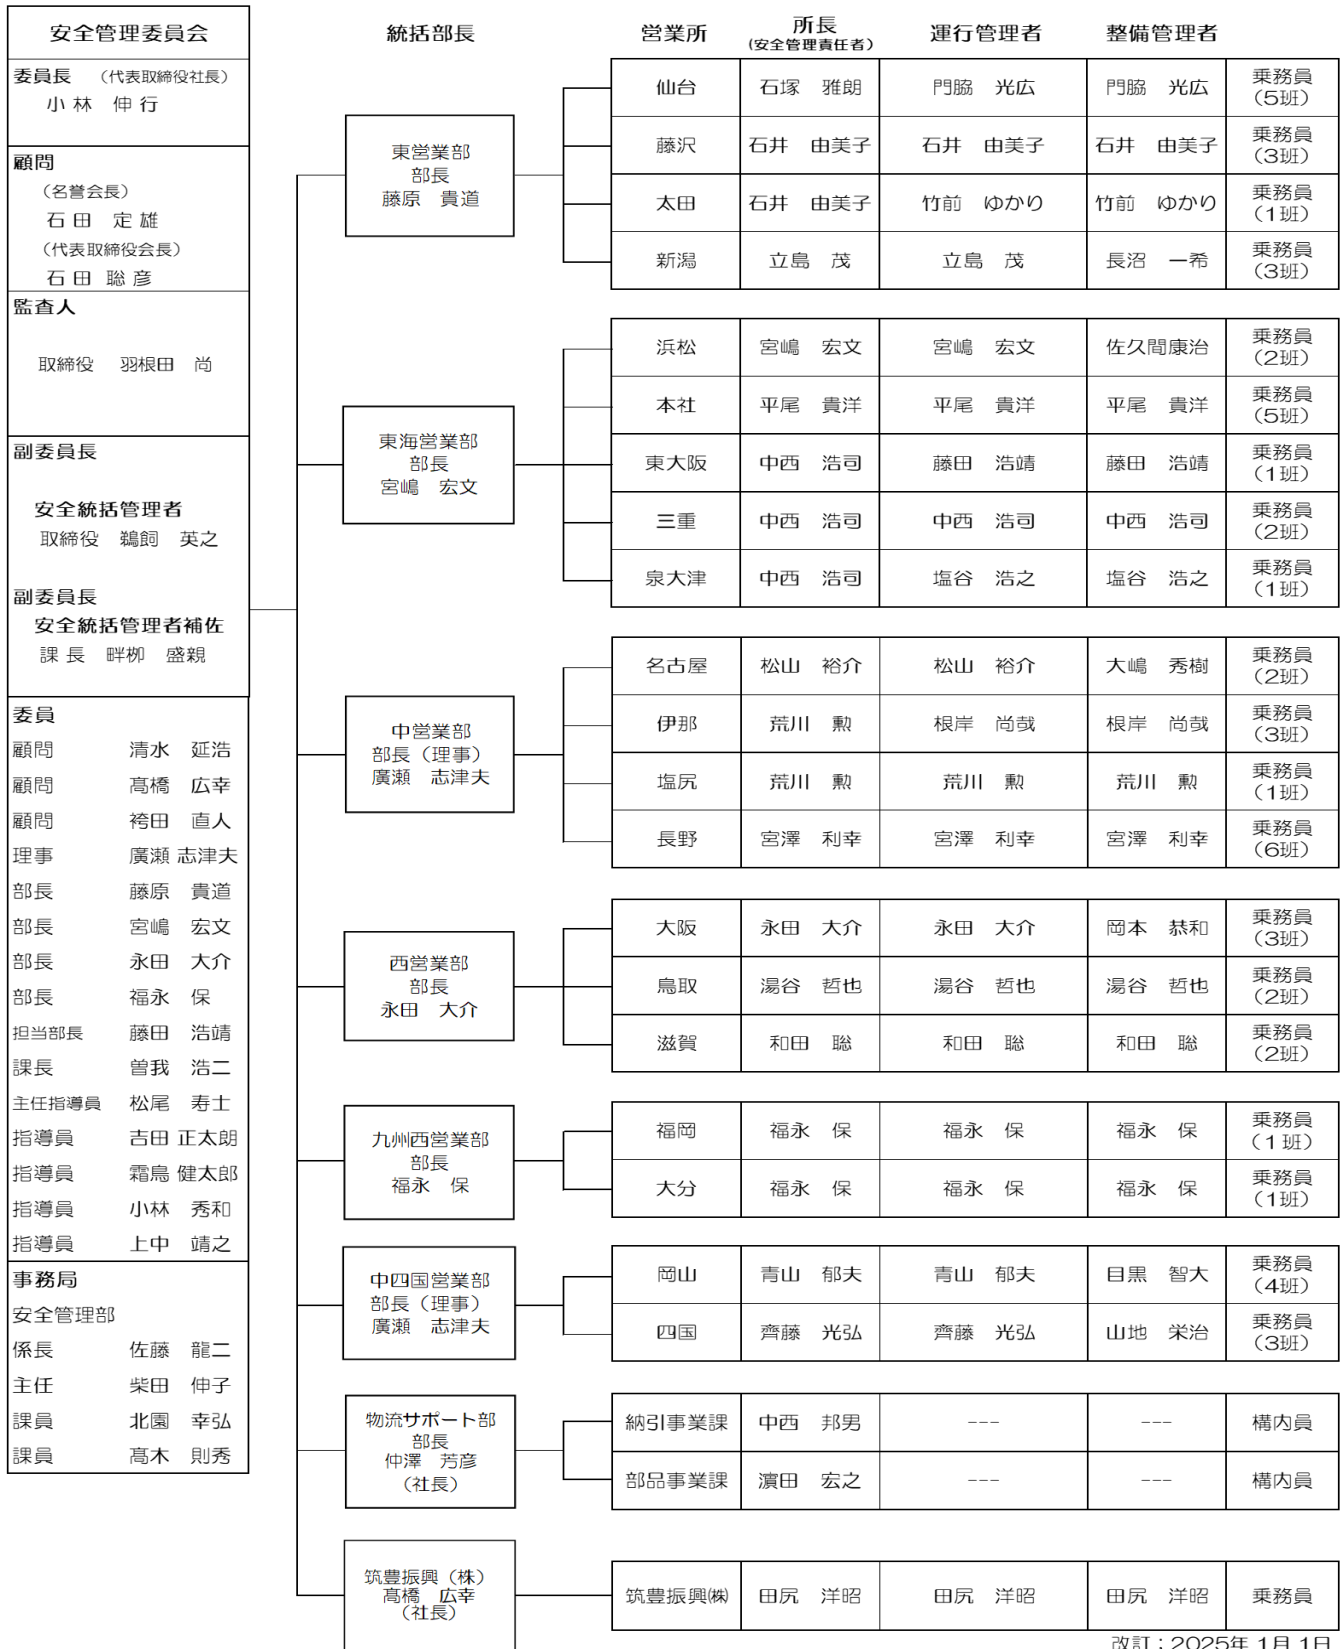 安全管理委員会
委員長 （代表取締役社長）
小林 伸行
顧問
（名誉会長）
石田 定雄
（代表取締役会長）
石田 聡彦
監査人
取締役 羽根田 尚
副委員長
安全統括管理者
取締役 鵜飼 英之
副委員長
安全統括管理者補佐
課長 畔栁 盛親
委員
顧問 清水 延浩
顧問 髙橋 広幸
顧問 袴田 直人
理事 廣瀬 志津夫
部長 藤原 貴道
部長 宮嶋 宏文
部長 永田 大介
部長 福永 保
担当部長 藤田 浩靖
課長 曽我 浩二
主任指導員 松尾 寿士
指導員 吉田 正太朗
指導員 霜鳥 健太郎
指導員 小林 秀和
指導員 上中 靖之
事務局
安全管理部
係長 佐藤 龍二
主任 柴田 伸子
課員 北園 幸弘
課員 髙木 則秀
統括部長
東営業部
部長
藤原 貴道
東海営業部
部長
宮嶋 宏文
中営業部
部長（理事）
廣瀬 志津夫
西営業部
部長
永田 大介
九州西営業部
部長
福永 保
中四国営業部
部長（理事）
廣瀬 志津夫
物流サポート部
部長
仲澤 芳彦
（社長）
筑豊振興（株）
髙橋 広幸
（社長）
営業所 所長 運行管理者 整備管理者
（安全管理責任者）
仙台 石塚 雅朗 門脇 光広 門脇 光広 乗務員
（5班）
藤沢 石井 由美子 石井 由美子 石井 由美子 乗務員
（3班）
太田 石井 由美子 竹前 ゆかり 竹前 ゆかり 乗務員
（1班）
新潟 立島 茂 立島 茂 長沼 一希 乗務員
（3班）
浜松 宮嶋 宏文 宮嶋 宏文 佐久間康治 乗務員
（2班）
本社 平尾 貴洋 平尾 貴洋 平尾 貴洋 乗務員
（5班）
東大阪 中西 浩司 藤田 浩靖 藤田 浩靖 乗務員
（1班）
三重 中西 浩司 中西 浩司 中西 浩司 乗務員
（2班）
泉大津 中西 浩司 塩谷 浩之 塩谷 浩之 乗務員
（1班）
名古屋 松山 裕介 松山 裕介 大嶋 秀樹 乗務員
（2班）
伊那 荒川 勲 根岸 尚哉 根岸 尚哉 乗務員
（3班）
塩尻 荒川 勲 荒川 勲 荒川 勲 乗務員
（1班）
長野 宮澤 利幸 宮澤 利幸 宮澤 利幸 乗務員
（6班）
大阪 永田 大介 永田 大介 岡本 恭和 乗務員
（3班）
鳥取 湯谷 哲也 湯谷 哲也 湯谷 哲也 乗務員
（2班）
滋賀 和田 聡 和田 聡 和田 聡 乗務員
（2班）
福岡 福永 保 福永 保 福永 保 乗務員
（1班）
大分 福永 保 福永 保 福永 保 乗務員
（1班）
岡山 青山 郁夫 青山 郁夫 目黒 智大 乗務員
（4班）
四国 齊藤 光弘 齊藤 光弘 山地 栄治 乗務員
（3班）
納引事業課 中西 邦男 --- --- 構内員
部品事業課 濵田 宏之 --- --- 構内員
筑豊振興㈱ 田尻 洋昭 田尻 洋昭 田尻 洋昭 乗務員
改訂：2025年 1月 1日